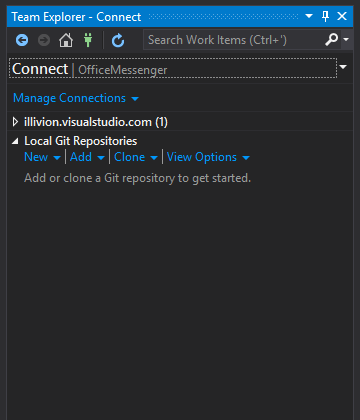 Team Explorer - Connect
Search Work Items (Ctrl+')
Connect | OfficeMessenger
Manage Connections
illivion.visualstudio.com (1)
Local Git Repositories
New | Add | Clone | View Options
Add or clone a Git repository to get started.